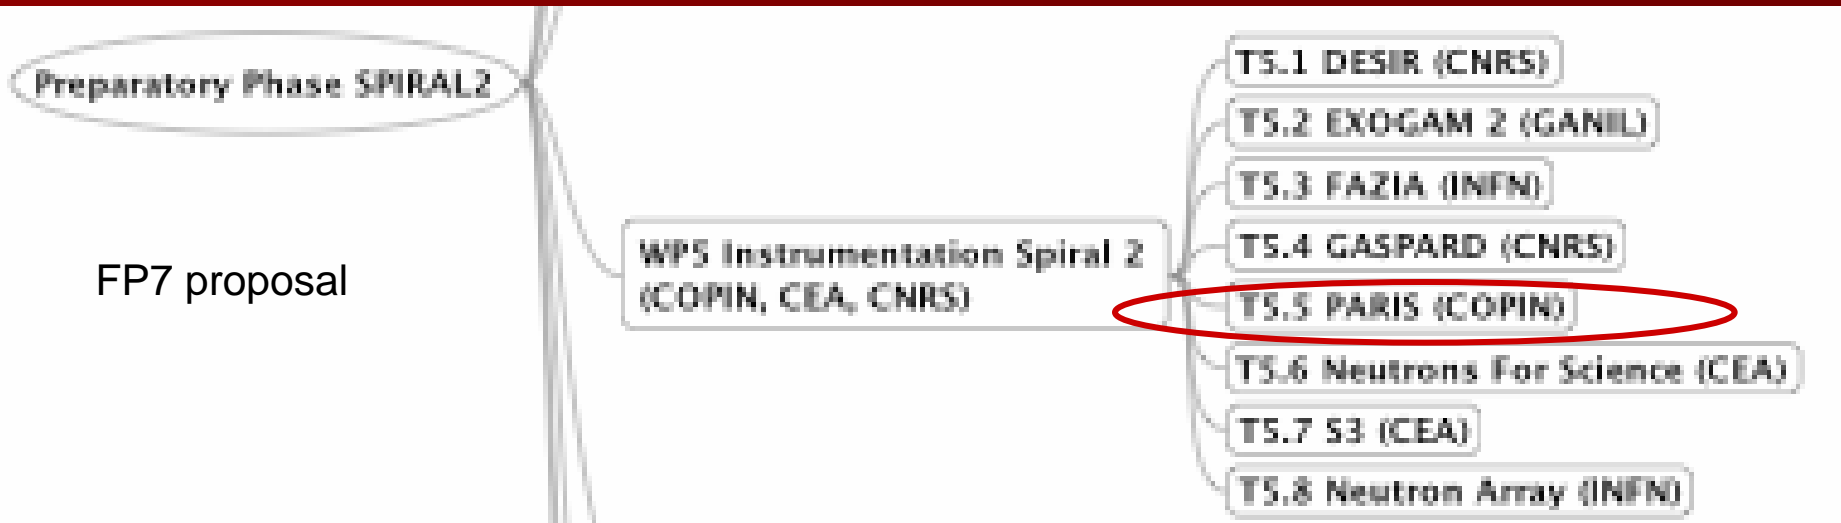 Preparatory Phase SPIRAL2
FP7 proposal
WP5 Instrumentation Spiral 2
(COPIN, CEA, CNRS)
T5.1 DESIR (CNRS)
T5.2 EXOGAM 2 (GANIL)
T5.3 FAZIA (INFN)
T5.4 GASPARD (CNRS)
T5.5 PARIS (COPIN)
T5.6 Neutrons For Science (CEA)
T5.7 S3 (CEA)
T5.8 Neutron Array (INFN)